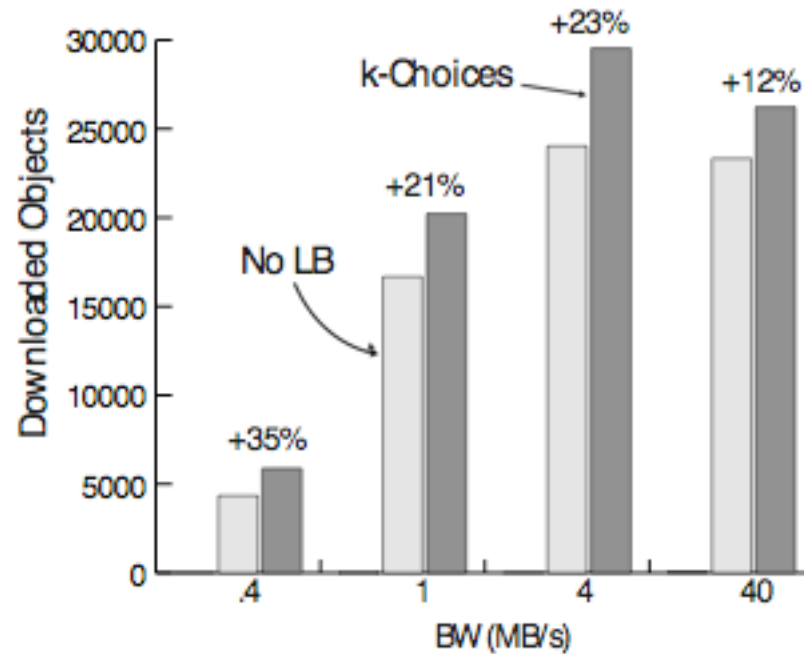 +23%
30000
k-Choices
+12%
25000
+21%
20000
No LB
15000
10000
+35%
5000
0
Downloaded Objects
.4 1 4 40
BW (MB/s)